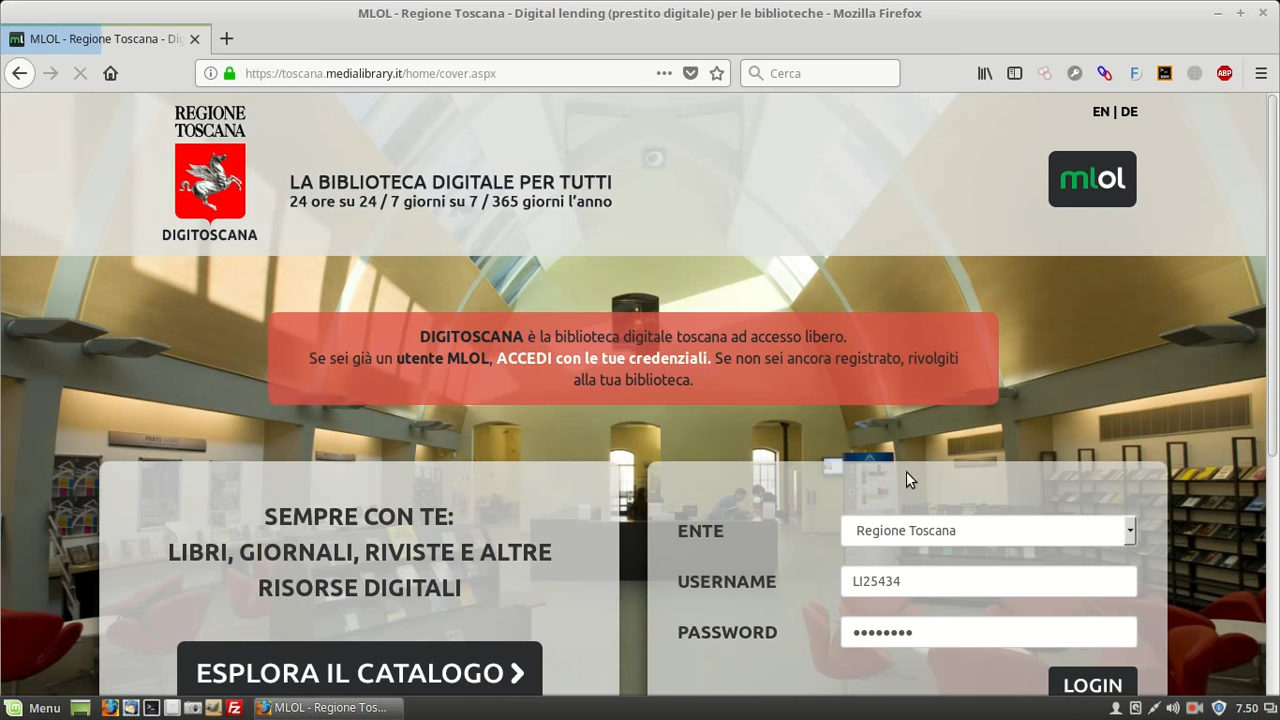 MLOL - Regione Toscana - Digital lending (prestito digitale) per le biblioteche - Mozilla Firefox
MLOL - Regione Toscana - Di
https://toscana.medialibrary.it/home/cover.aspx
Cerca
ABP
REGIONE
TOSCANA
DIGITOSCANA
LA BIBLIOTECA DIGITALE PER TUTTI
24 ore su 24 / 7 giorni su 7 / 365 giorni l'anno
EN | DE
mlol
DIGITOSCANA è la biblioteca digitale toscana ad accesso libero.
Se sei già un utente MLOL, ACCEDI con le tue credenziali. Se non sei ancora registrato, rivolgiti
alla tua biblioteca.
SEMPRE CON TE:
LIBRI, GIORNALI, RIVISTE E ALTRE
RISORSE DIGITALI
ESPLORA IL CATALOGO
ENTE
Regione Toscana
USERNAME
LI25434
PASSWORD
••••••••
LOGIN
Menu
MLOL - Regione Tos...
7.50